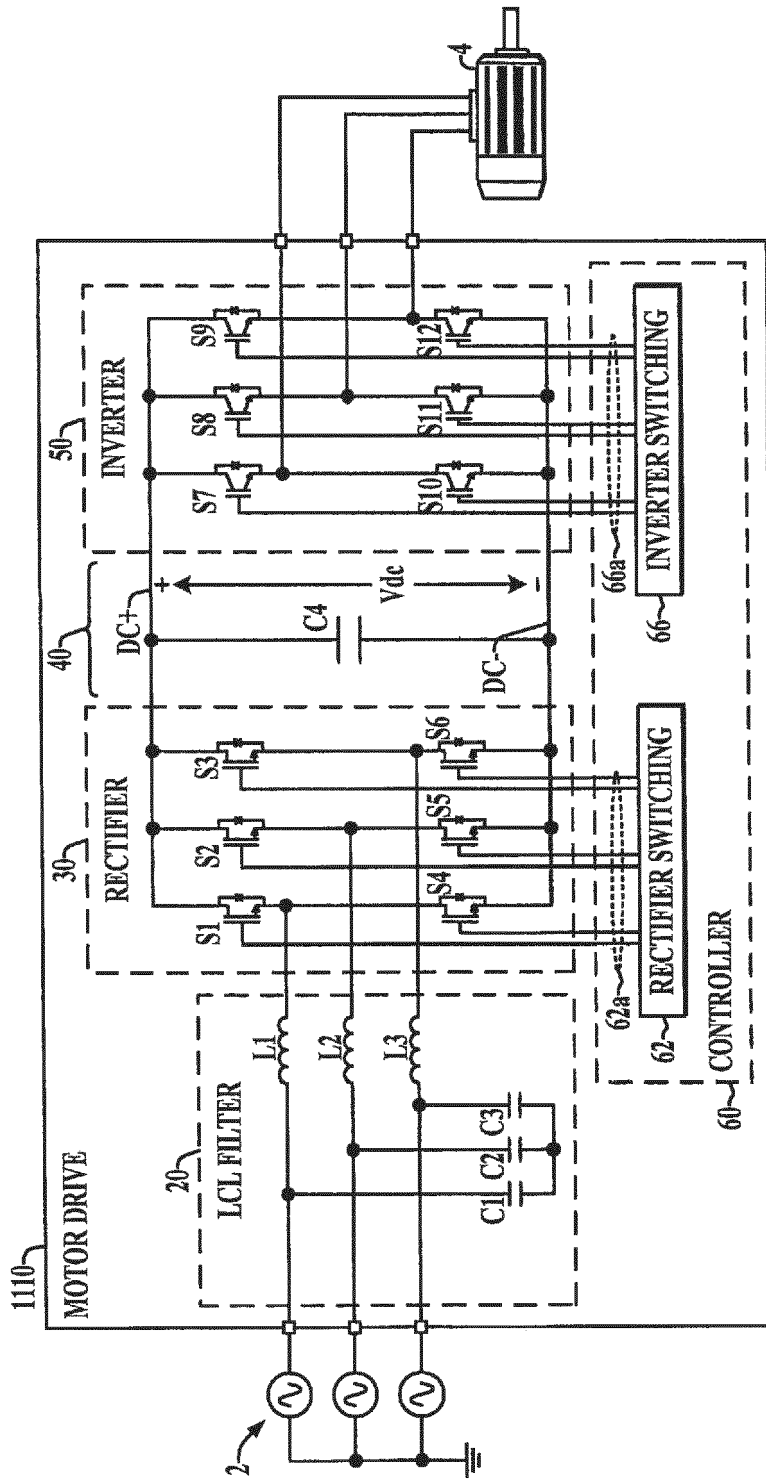 1110
MOTOR DRIVE
2
20
LCL FILTER
L1
L2
L3
C1
C2
C3
30
RECTIFIER
S1
S2
S3
S4
S5
S6
40
DC+
+
C4
Vdc
-
DC-
50
INVERTER
S7
S8
S9
S10
S11
S12
4
60
CONTROLLER
62
62a
RECTIFIER SWITCHING
66
66a
INVERTER SWITCHING